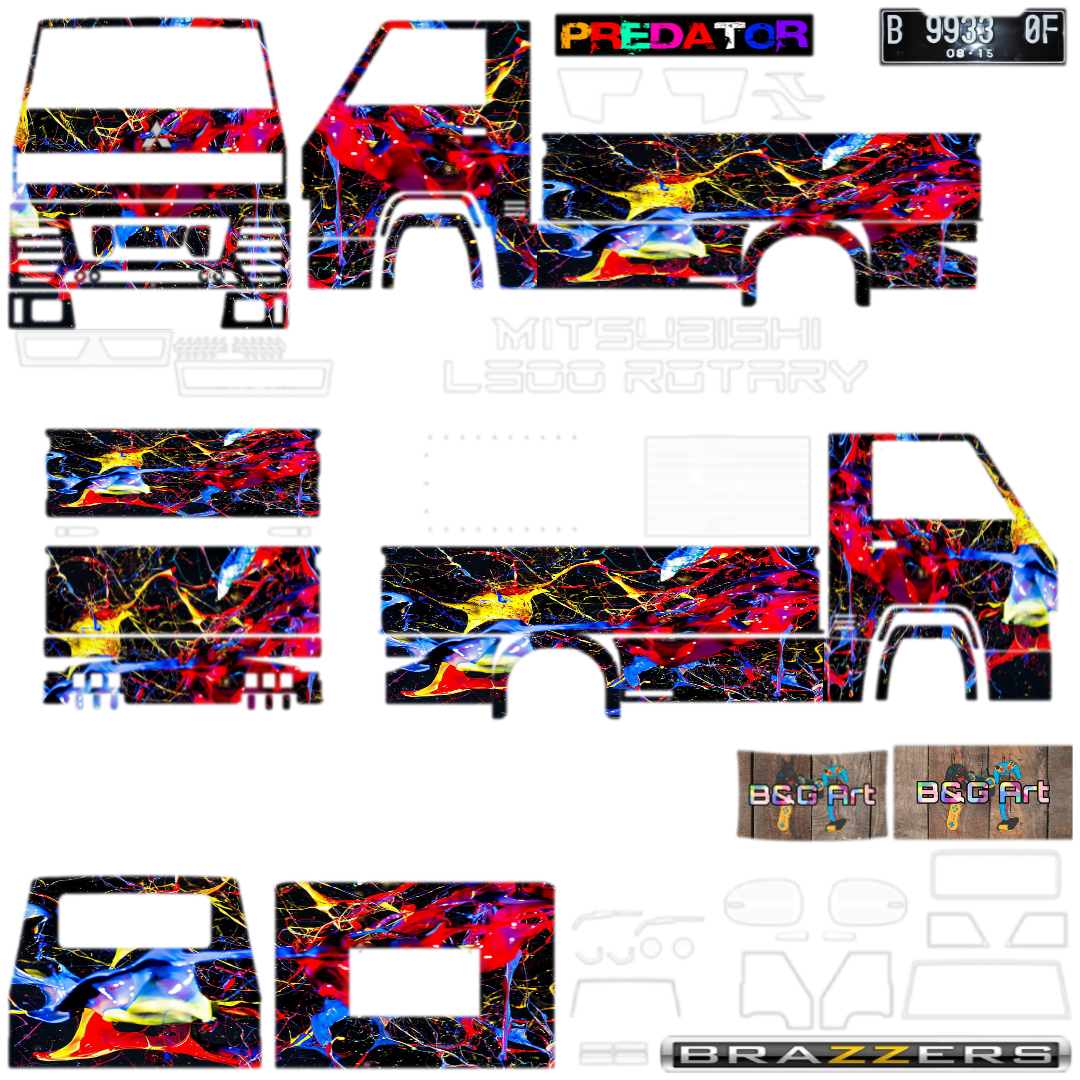 PREDATOR
B 9933 OF
08·15
MITSUBISHI
L300 ROTARY
B&G Art
B&G Art
BRAZZERS